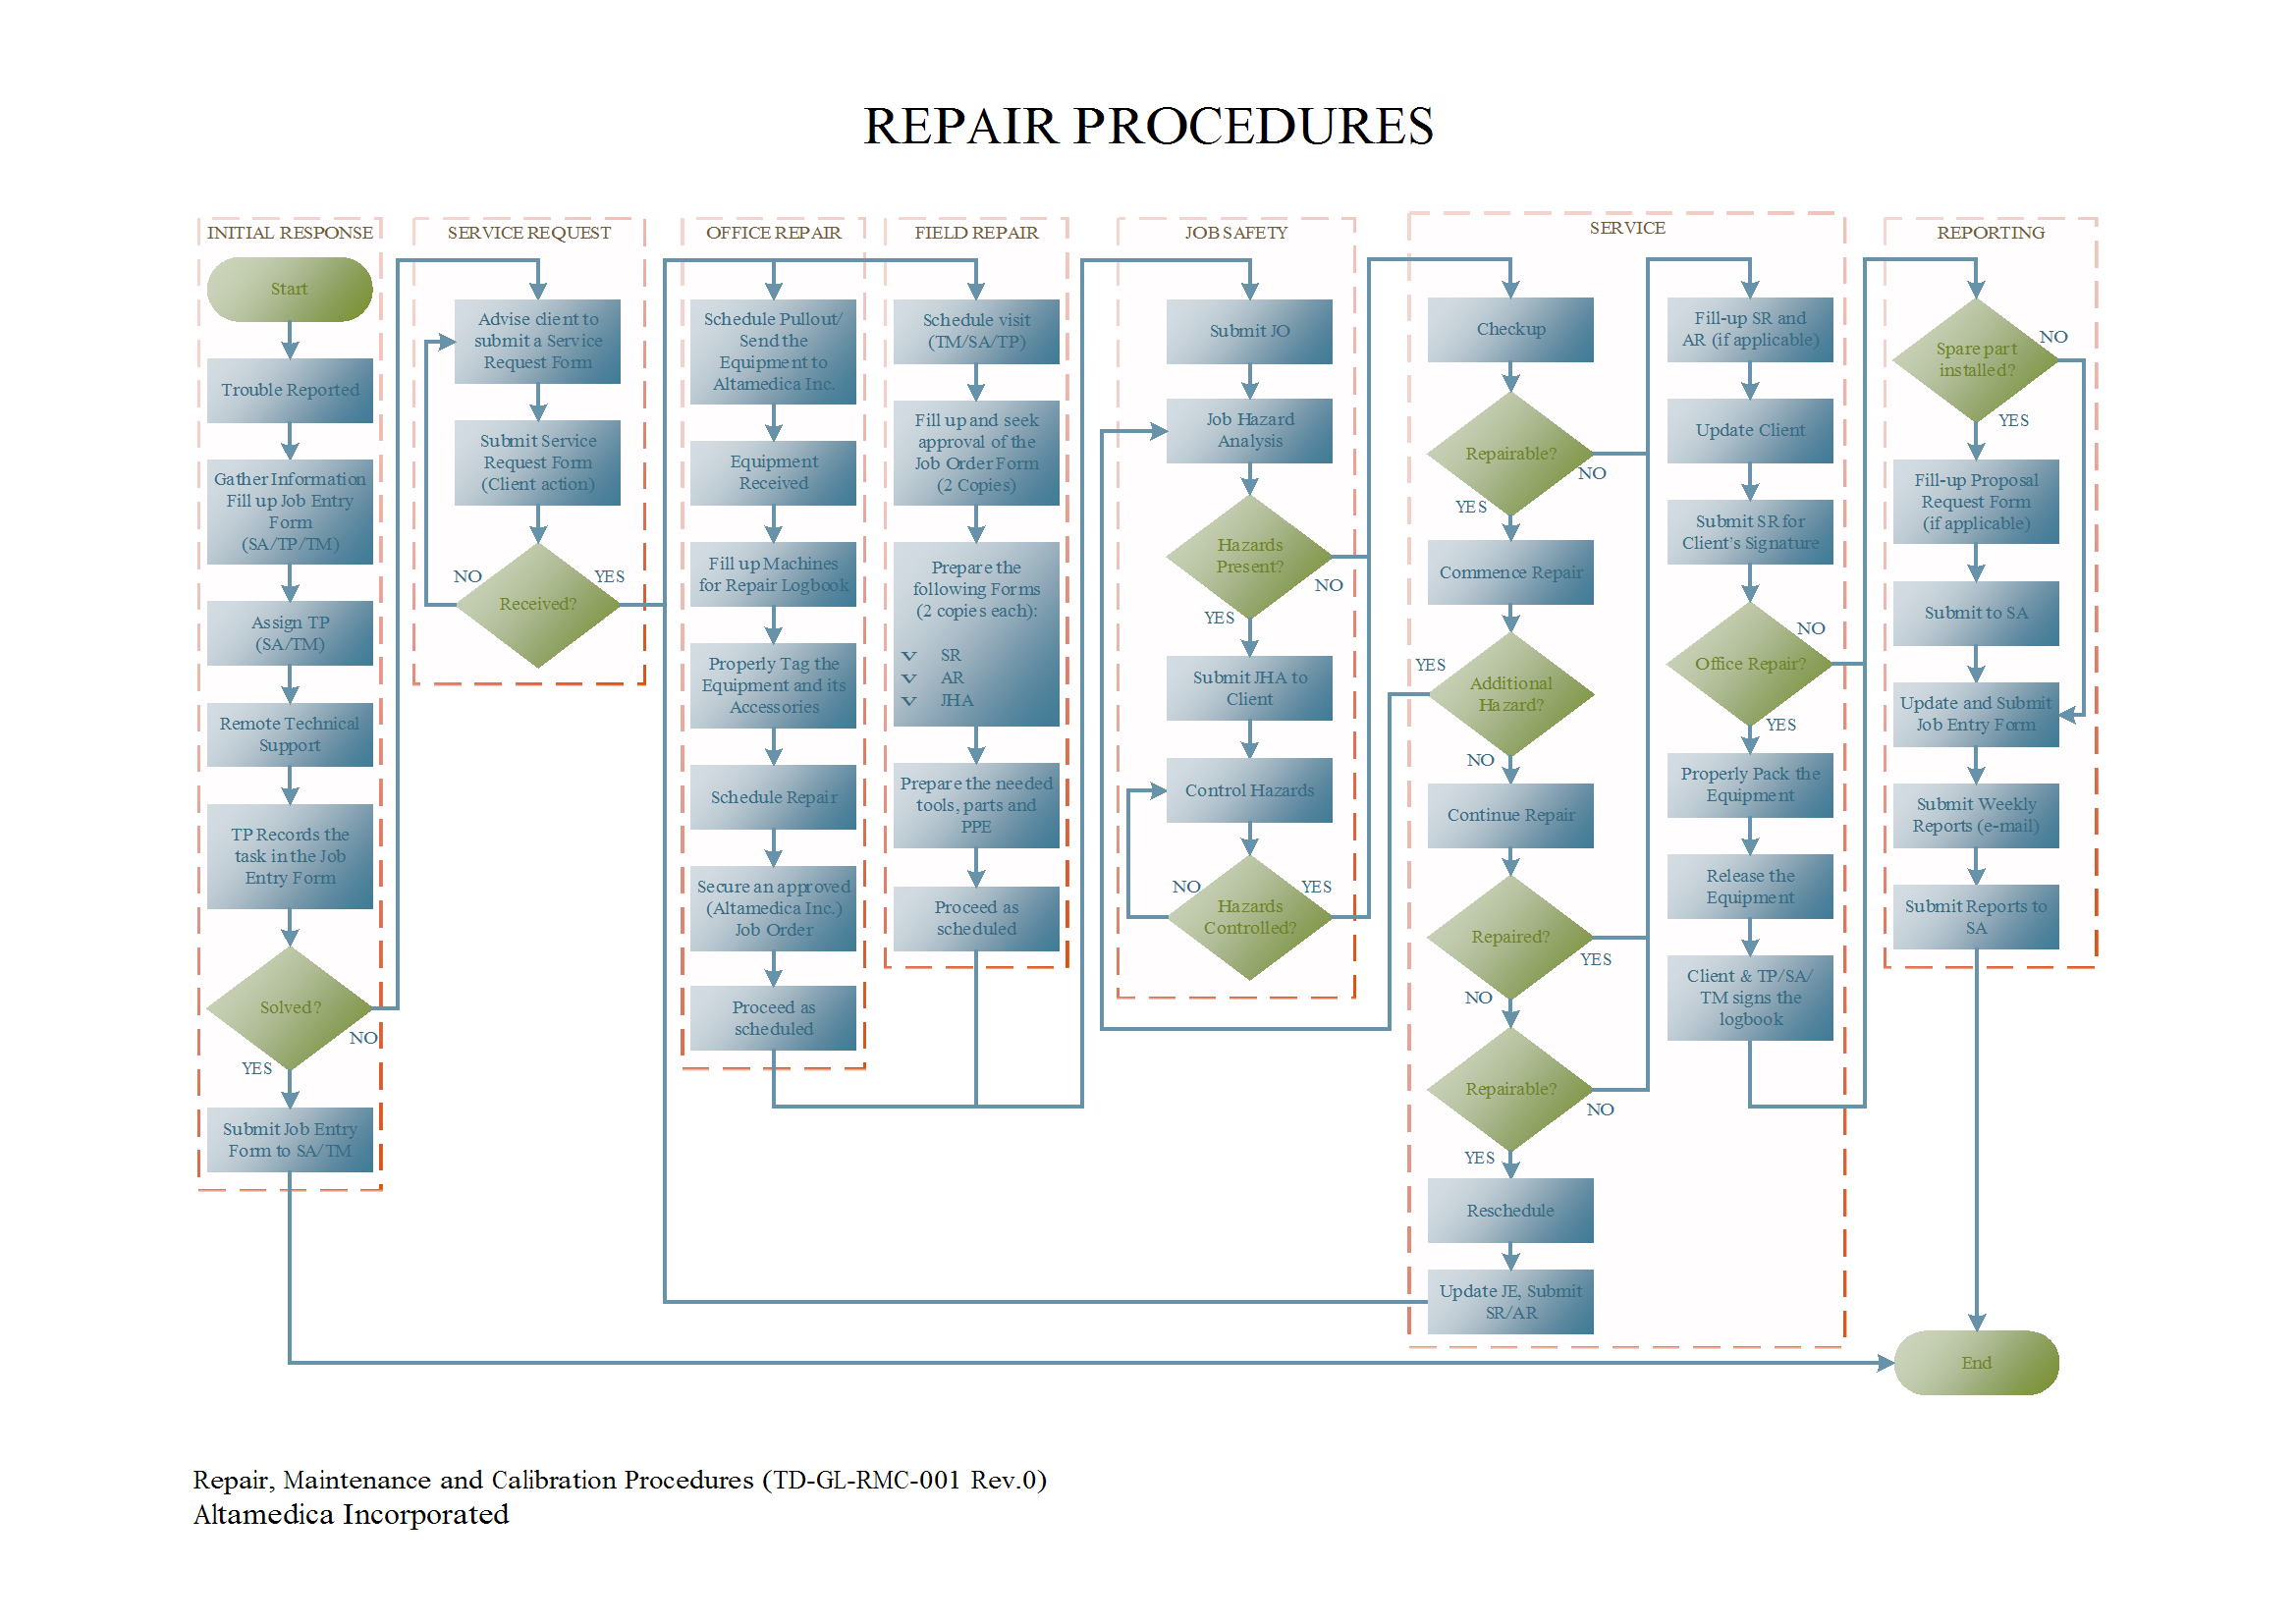 REPAIR PROCEDURES
INITIAL RESPONSE
Start
Trouble Reported
Gather Information
Fill up Job Entry
Form
(SA/TP/TM)
Assign TP
(SA/TM)
Remote Technical
Support
TP Records the
task in the Job
Entry Form
Solved?
NO
YES
Submit Job Entry
Form to SA/TM
SERVICE REQUEST
Advise client to
submit a Service
Request Form
Submit Service
Request Form
(Client action)
NO
YES
Received?
OFFICE REPAIR
Schedule Pullout/
Send the
Equipment to
Altamedica Inc.
Equipment
Received
Fill up Machines
for Repair Logbook
Properly Tag the
Equipment and its
Accessories
Schedule Repair
Secure an approved
(Altamedica Inc.)
Job Order
Proceed as
scheduled
FIELD REPAIR
Schedule visit
(TM/SA/TP)
Fill up and seek
approval of the
Job Order Form
(2 Copies)
Prepare the
following Forms
(2 copies each):
v SR
v AR
v JHA
Prepare the needed
tools, parts and
PPE
Proceed as
scheduled
JOB SAFETY
Submit JO
Job Hazard
Analysis
Hazards
Present?
NO
YES
Submit JHA to
Client
Control Hazards
NO
YES
Hazards
Controlled?
SERVICE
Checkup
Repairable?
NO
YES
Commence Repair
YES
Additional
Hazard?
NO
Continue Repair
Repaired?
YES
NO
Repairable?
NO
YES
Reschedule
Update JE, Submit
SR/AR
Fill-up SR and
AR (if applicable)
Update Client
Submit SR for
Client's Signature
NO
Office Repair?
YES
Properly Pack the
Equipment
Release the
Equipment
Client & TP/SA/
TM signs the
logbook
REPORTING
NO
Spare part
installed?
YES
Fill-up Proposal
Request Form
(if applicable)
Submit to SA
Update and Submit
Job Entry Form
Submit Weekly
Reports (e-mail)
Submit Reports to
SA
End
Repair, Maintenance and Calibration Procedures (TD-GL-RMC-001 Rev.0)
Altamedica Incorporated